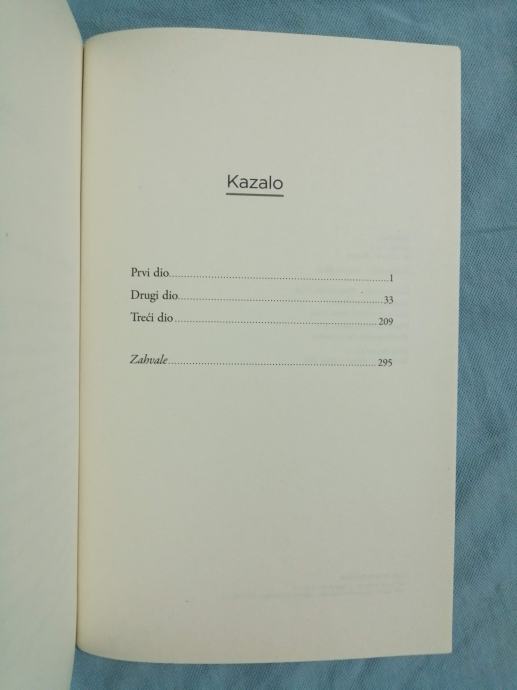 Kazalo
Prvi dio 1
Drugi dio 33
Treći dio 209
Zahvale 295